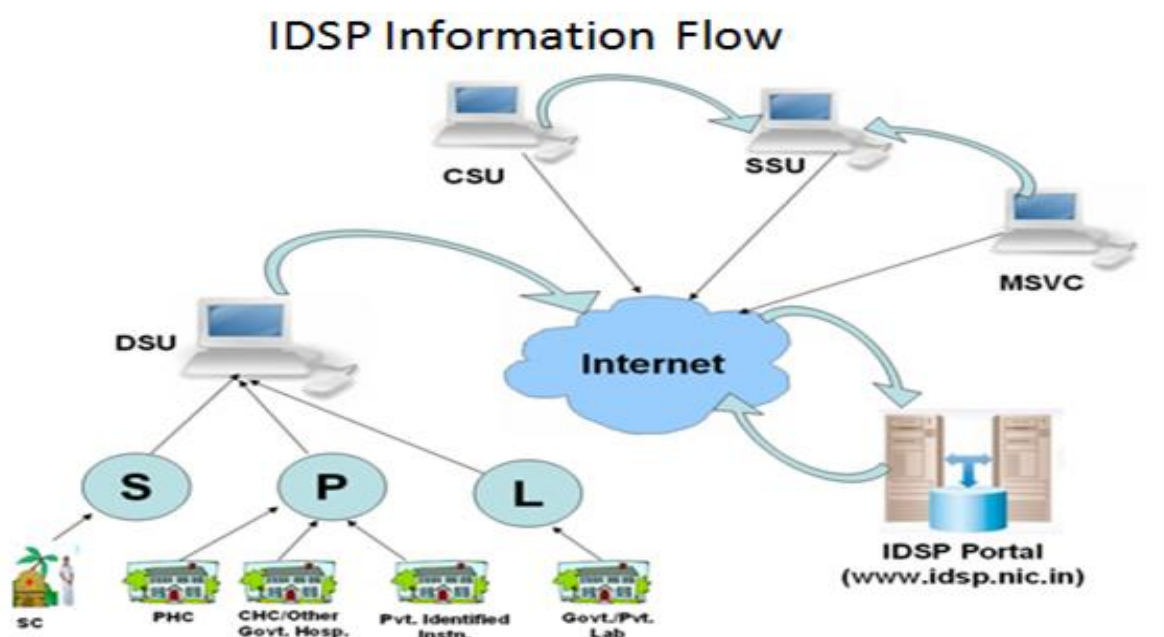 IDSP Information Flow
CSU
SSU
MSVC
DSU
Internet
S
P
L
IDSP Portal
(www.idsp.nic.in)
SC
PHC
CHC/Other
Govt. Hosp.
Pvt. Identified
Instn.
Govt./Pvt.
Lab